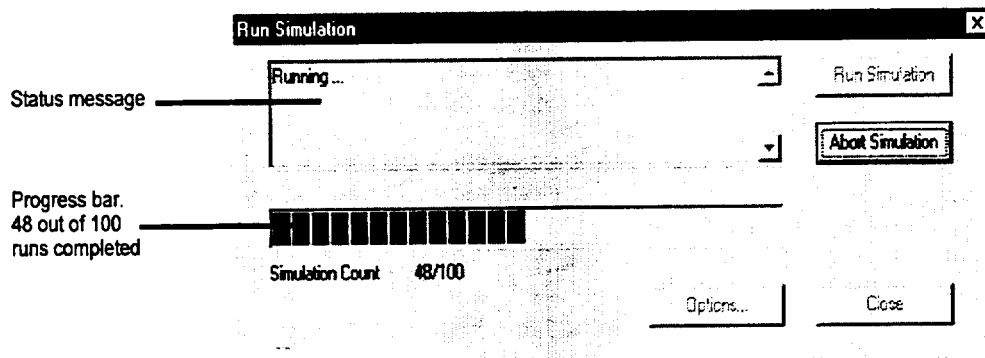 Run Simulation
X
Running ...
Run Simulation
Status message
Abort Simulation
Progress bar.
48 out of 100
runs completed
Simulation Count 48/100
Options...
Close